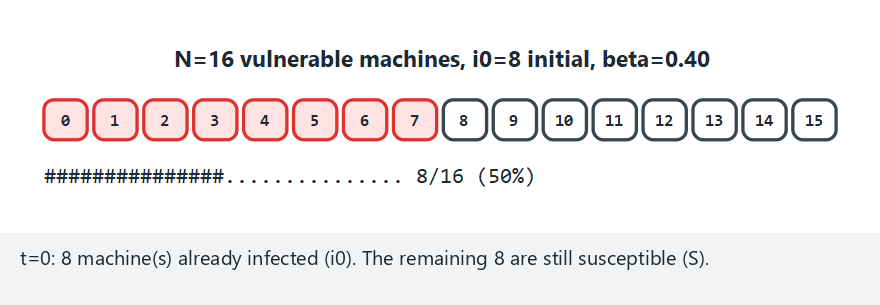 N=16 vulnerable machines, i0=8 initial, beta=0.40
0 1 2 3 4 5 6 7 8 9 10 11 12 13 14 15
###############............... 8/16 (50%)
t=0: 8 machine(s) already infected (i0). The remaining 8 are still susceptible (S).